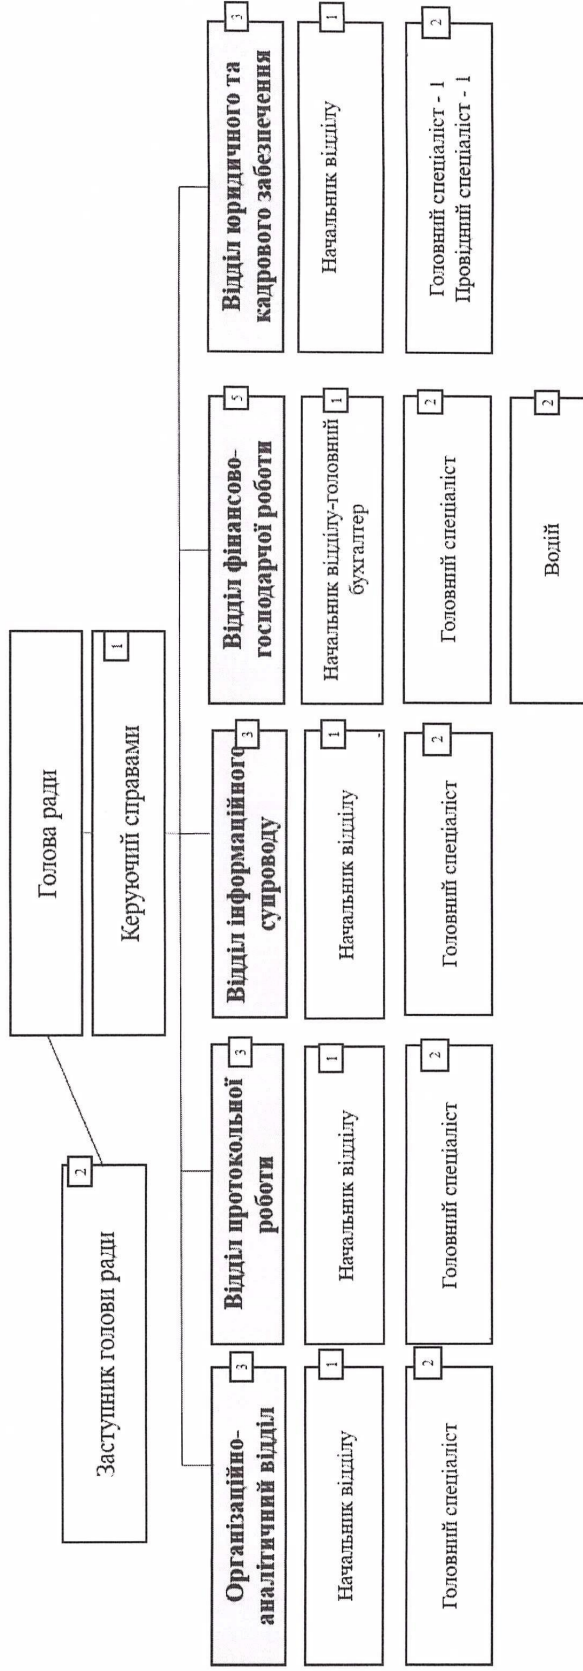 Голова ради
Заступник голови ради
2
Керуючий справами
1
Організаційно-
аналітичний відділ
3
Начальник відділу
1
Головний спеціаліст
2
Відділ протокольної
роботи
3
Начальник відділу
1
Головний спеціаліст
2
Відділ інформаційного
супроводу
3
Начальник відділу
1
Головний спеціаліст
2
Відділ фінансово-
господарчої роботи
5
Начальник відділу-головний
бухгалтер
1
Головний спеціаліст
2
Водій
2
Відділ юридичного та
кадрового забезпечення
3
Начальник відділу
1
Головний спеціаліст - 1
Провідний спеціаліст - 1
2